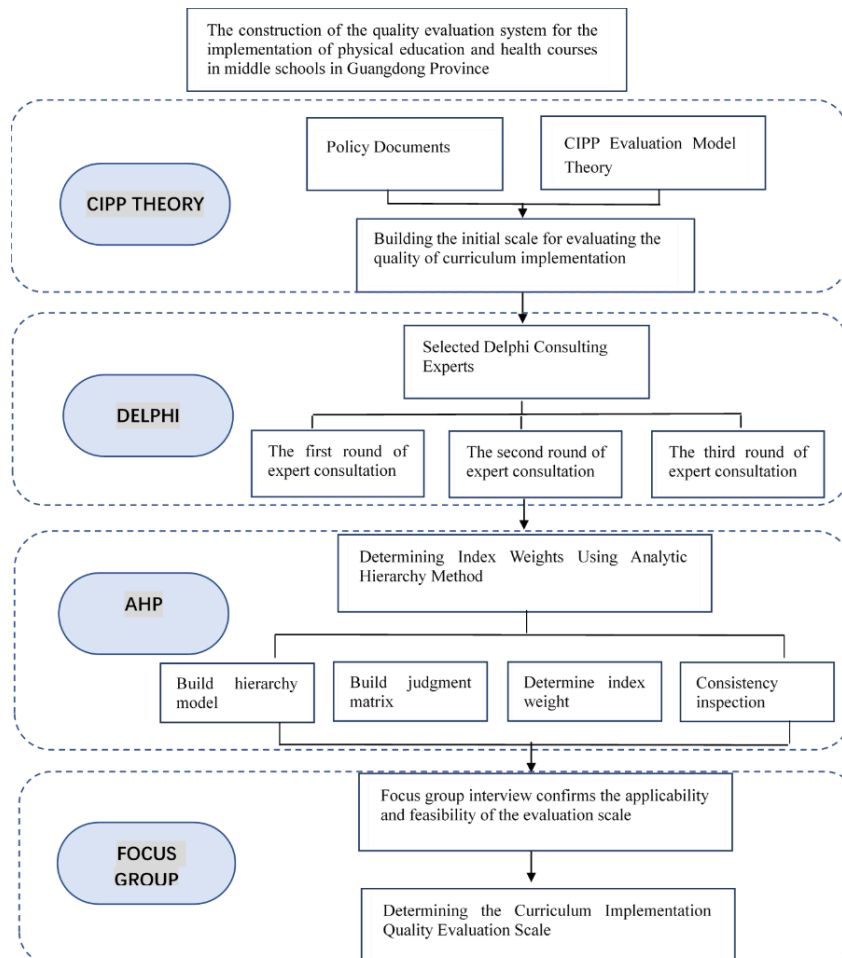 The construction of the quality evaluation system for the
implementation of physical education and health courses
in middle schools in Guangdong Province
CIPP THEORY
Policy Documents
CIPP Evaluation Model
Theory
Building the initial scale for evaluating the
quality of curriculum implementation
DELPHI
Selected Delphi Consulting
Experts
The first round of
expert consultation
The second round of
expert consultation
The third round of
expert consultation
AHP
Determining Index Weights Using Analytic
Hierarchy Method
Build hierarchy
model
Build judgment
matrix
Determine index
weight
Consistency
inspection
FOCUS
GROUP
Focus group interview confirms the applicability
and feasibility of the evaluation scale
Determining the Curriculum Implementation
Quality Evaluation Scale